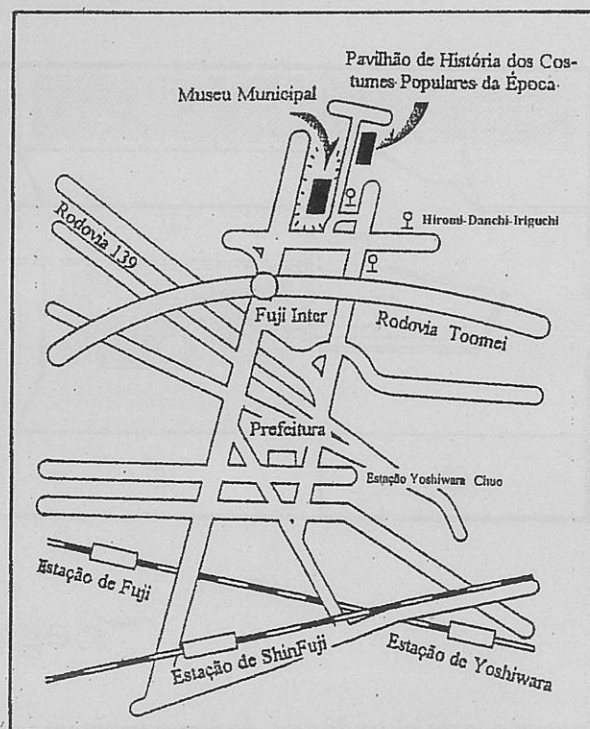 Pavilhão de História dos Cos-
tumes Populares da Época
Museu Municipal
Hiromi-Danchi-Iriguchi
Rodovia 139
Fuji Inter
Rodovia Toomei
Prefeitura
Estação Yoshiwara Chuo
Estação de Fuji
Estação de ShinFuji
Estação de Yoshiwara